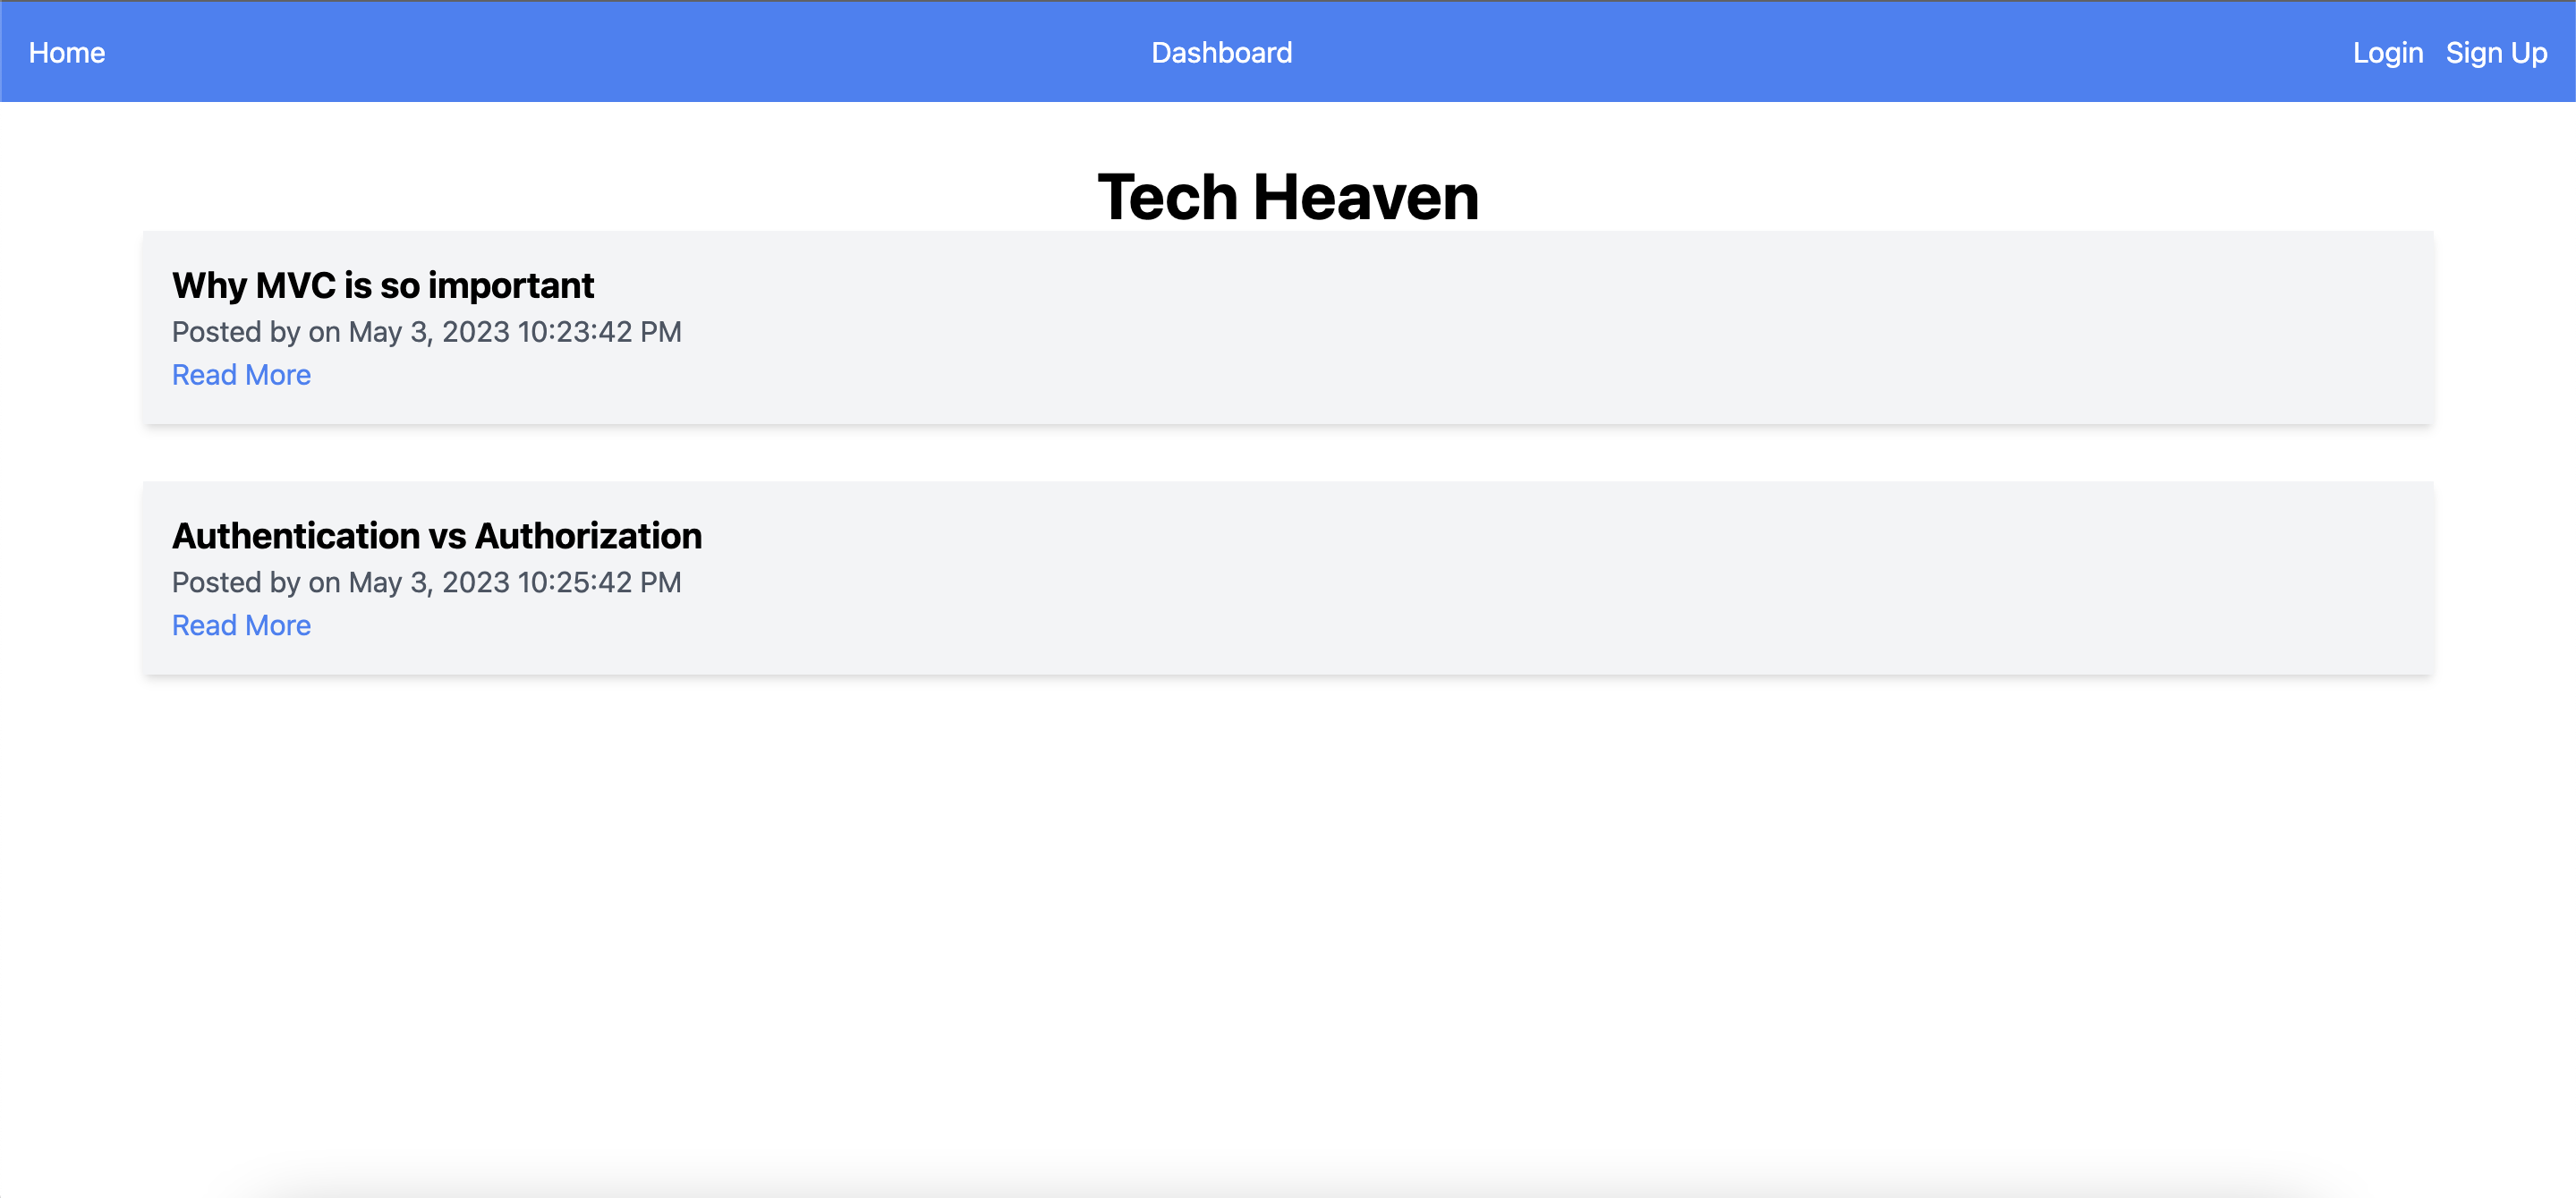 Home Dashboard Login Sign Up
Tech Heaven
Why MVC is so important
Posted by on May 3, 2023 10:23:42 PM
Read More
Authentication vs Authorization
Posted by on May 3, 2023 10:25:42 PM
Read More